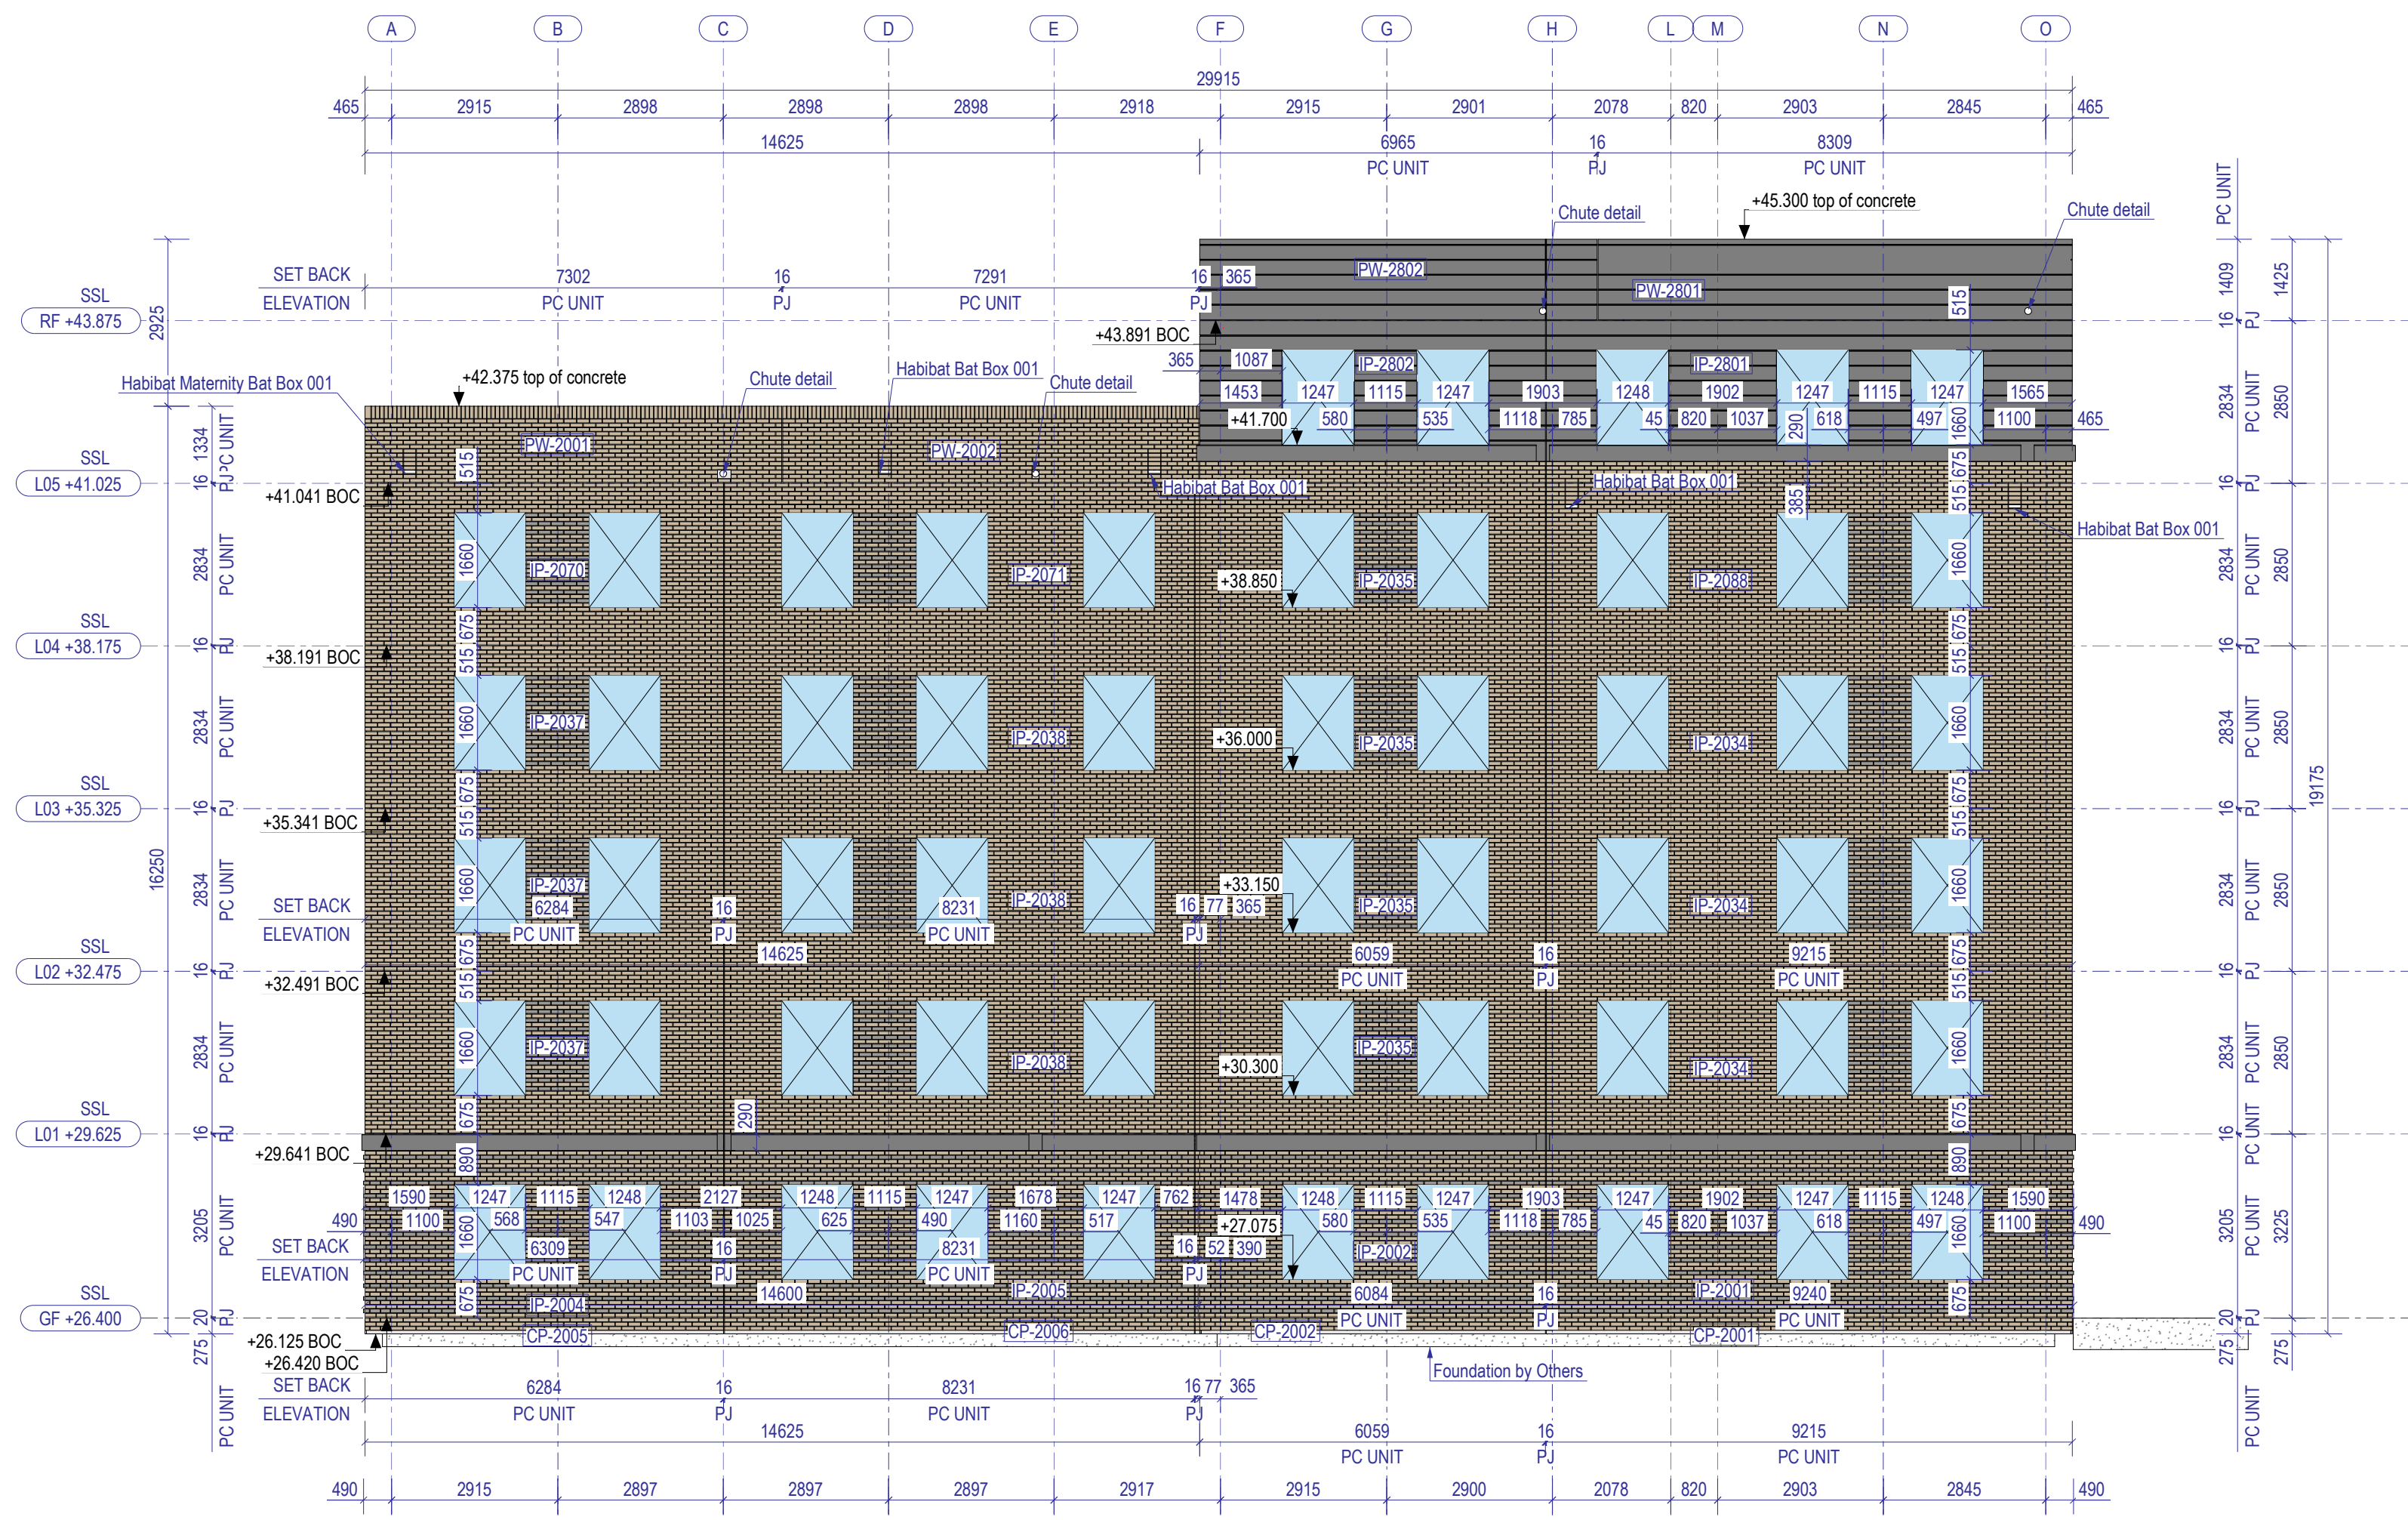 A B C D E F G H L M N O
29915
465 2915 2898 2898 2898 2918 2915 2901 2078 820 2903 2845 465
14625 6965 16 8309
PC UNIT PJ PC UNIT
PC UNIT
+45.300 top of concrete
Chute detail
Chute detail
SET BACK 7302 16 7291 16 365
ELEVATION PC UNIT PJ PC UNIT PJ
PW-2802
PW-2801
2925
1409
1425
515
SSL
RF +43.875
16 PJ
+43.891 BOC
365 1087
IP-2802
IP-2801
Habibat Maternity Bat Box 001
+42.375 top of concrete
Chute detail
Habibat Bat Box 001
Chute detail
1453 1247 1115 1247 1903 1248 1902 1247 1115 1247 1565
+41.700 580 535 1118 785 45 820 1037 618 497 1100 465
290
1660
2834 PC UNIT 2850
1334 PC UNIT
PW-2001
PW-2002
515
675
SSL
L05 +41.025
16 PJ
16 PJ
+41.041 BOC
Habibat Bat Box 001
Habibat Bat Box 001
Habibat Bat Box 001
385
515
2834 PC UNIT
1660
IP-2070
IP-2071
+38.850
IP-2035
IP-2088
1660
2834 PC UNIT 2850
675
675
SSL
L04 +38.175
16 PJ
16 PJ
+38.191 BOC
515
515
2834 PC UNIT
1660
IP-2037
IP-2038
+36.000
IP-2035
IP-2034
1660
2834 PC UNIT 2850
675
675
19175
SSL
L03 +35.325
16 PJ
16 PJ
+35.341 BOC
515
515
16250
2834 PC UNIT
1660
IP-2037
IP-2038
+33.150
IP-2035
IP-2034
1660
2834 PC UNIT 2850
SET BACK 6284 16 8231 16 77 365
ELEVATION PC UNIT PJ PC UNIT PJ
675
14625 6059 16 9215
675
SSL
L02 +32.475
16 PJ
PC UNIT PJ PC UNIT
16 PJ
+32.491 BOC
515
515
2834 PC UNIT
1660
IP-2037
IP-2038
+30.300
IP-2035
IP-2034
1660
2834 PC UNIT 2850
675
290
675
SSL
L01 +29.625
16 PJ
16 PC UNIT
+29.641 BOC
890
890
1590 1247 1115 1248 2127 1248 1115 1247 1678 1247 762 1478 1248 1115 1247 1903 1247 1902 1247 1115 1248 1590
490 1100 568 547 1103 1025 625 490 1160 517 +27.075 580 535 1118 785 45 820 1037 618 497 1100 490
3205 PC UNIT
1660
1660
3205 PC UNIT 3225
SET BACK 6309 16 8231 16 52 390
IP-2002
ELEVATION PC UNIT PJ PC UNIT PJ
675
IP-2004
14600
IP-2005
6084 16
IP-2001
9240
675
SSL
GF +26.400
20 PJ
PC UNIT PJ PC UNIT
20 PJ
CP-2005
CP-2006
CP-2002
CP-2001
+26.125 BOC
+26.420 BOC
275
275
275
Foundation by Others
SET BACK 6284 16 8231 16 77 365
ELEVATION PC UNIT PJ PC UNIT PJ
PC UNIT
PC UNIT
14625 6059 16 9215
PC UNIT PJ PC UNIT
490 2915 2897 2897 2897 2917 2915 2900 2078 820 2903 2845 490